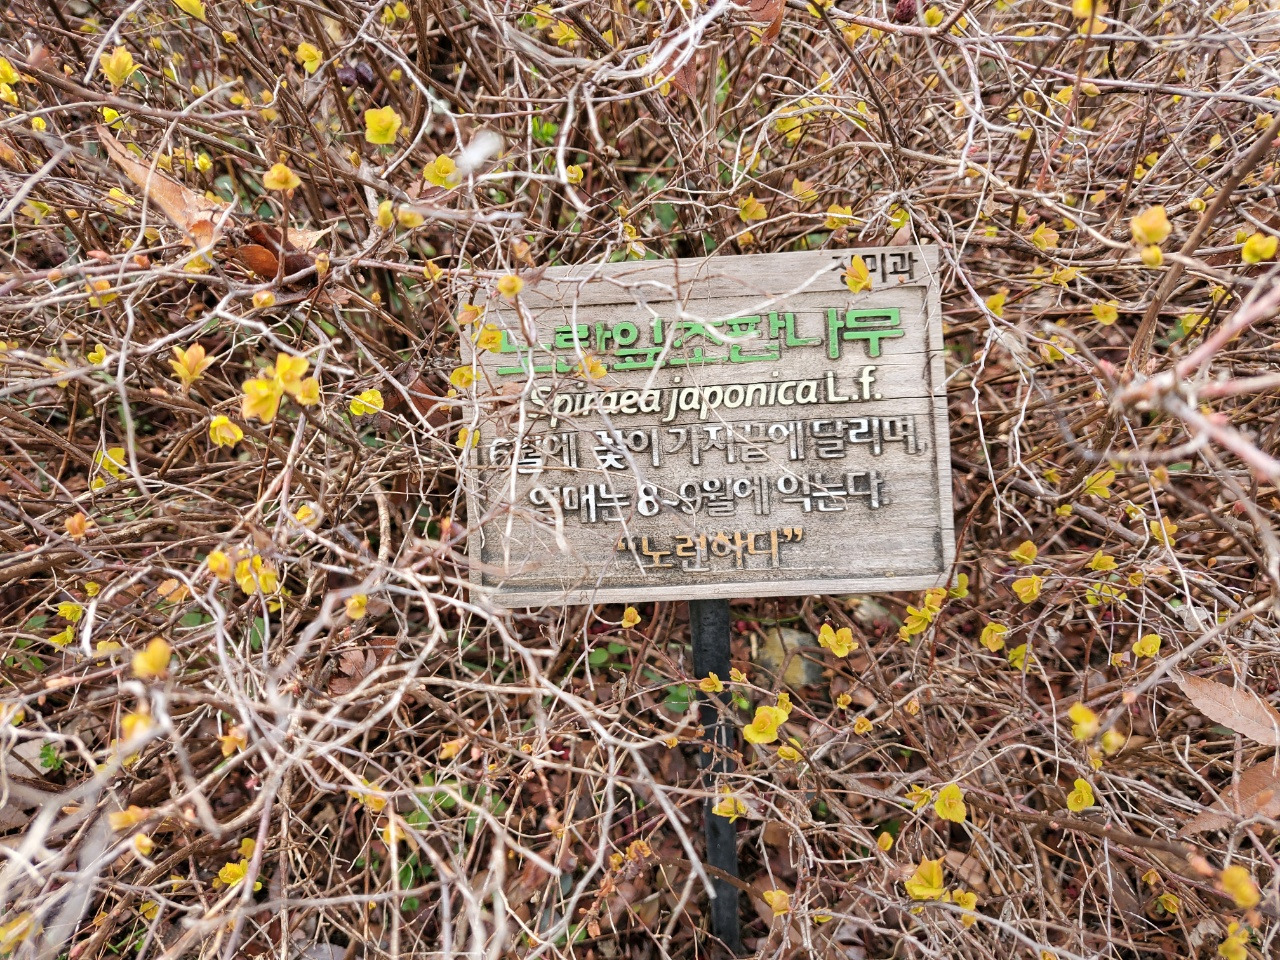 장미과
노랑잎조팝나무
Spiraea japonica L.f.
6월에 꽃이 가지끝에 달리며,
열매는 8~9월에 익는다.
“노련하다”